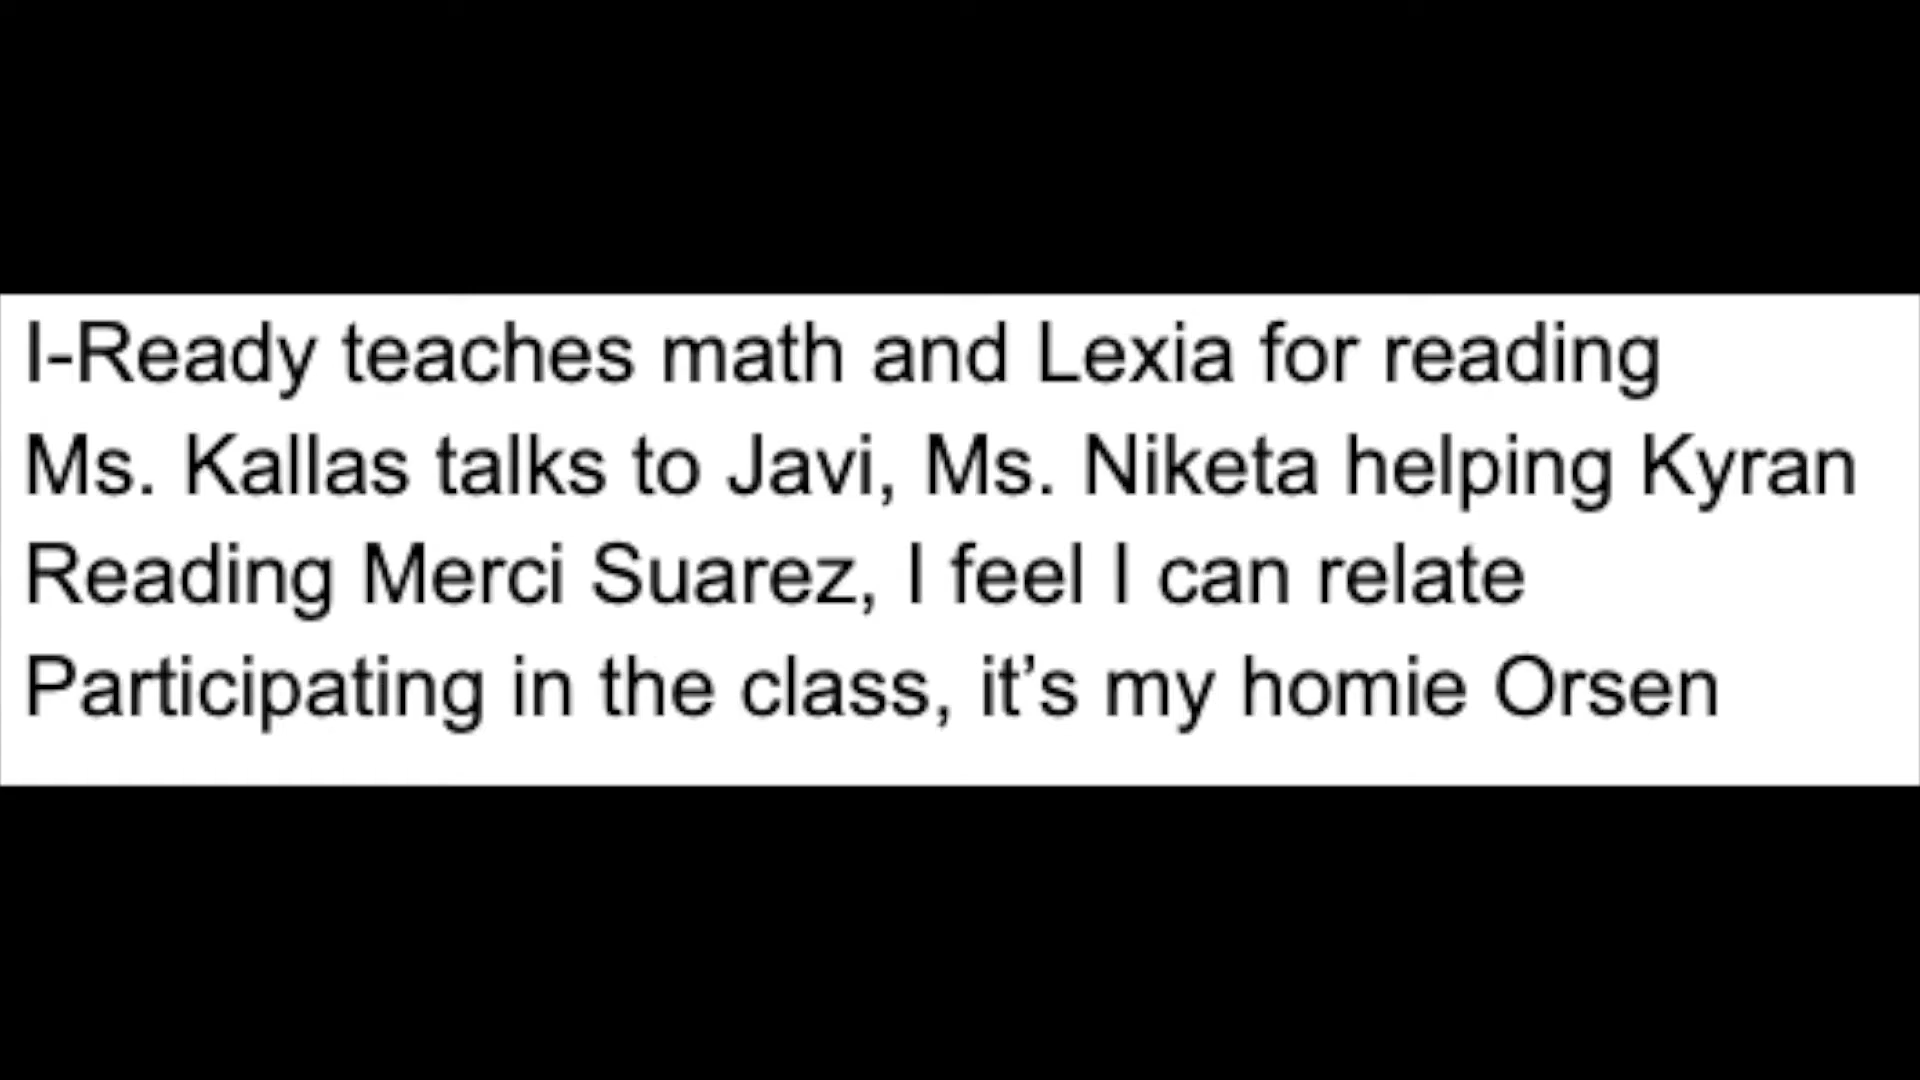 I-Ready teaches math and Lexia for reading
Ms. Kallas talks to Javi, Ms. Niketa helping Kyran
Reading Merci Suarez, I feel I can relate
Participating in the class, it’s my homie Orsen